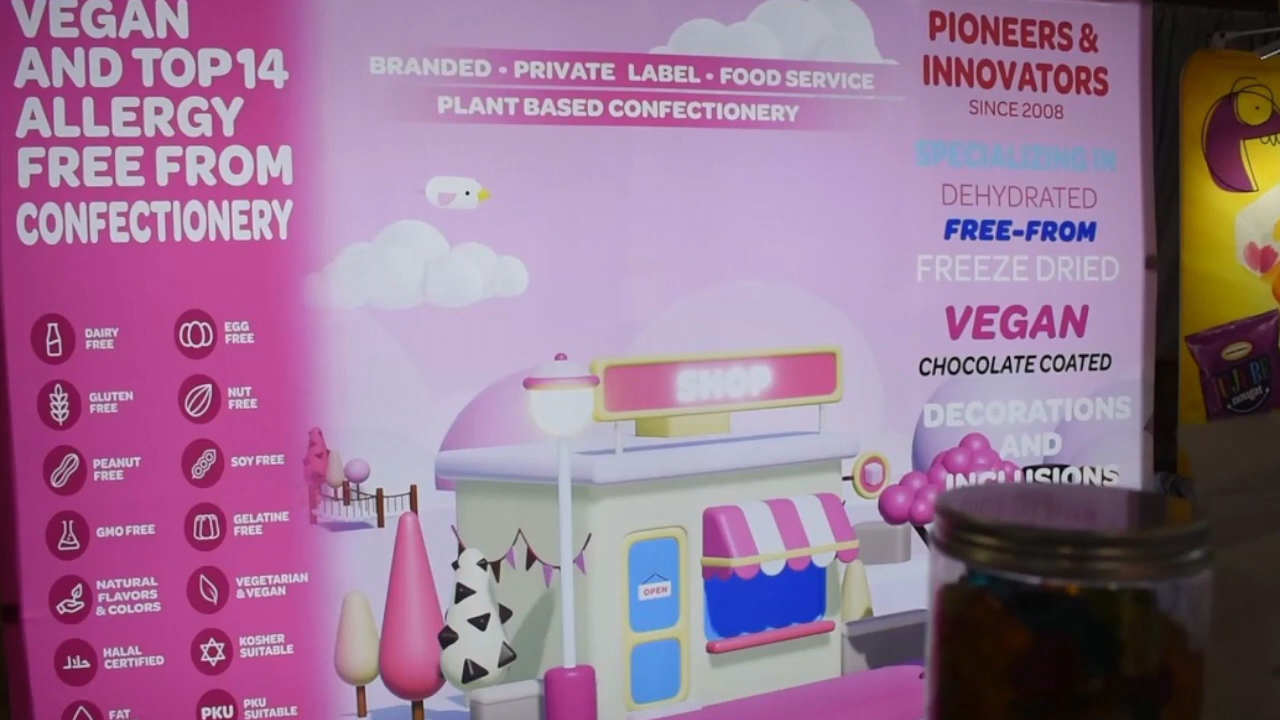 VEGAN
AND TOP 14
ALLERGY
FREE FROM
CONFECTIONERY
DAIRY
FREE
EGG
FREE
GLUTEN
FREE
NUT
FREE
PEANUT
FREE
SOY FREE
GMO FREE
GELATINE
FREE
NATURAL
FLAVORS
& COLORS
VEGETARIAN
& VEGAN
HALAL
CERTIFIED
KOSHER
SUITABLE
FAT
PKU
PKU
SUITABLE
BRANDED • PRIVATE LABEL • FOOD SERVICE
PLANT BASED CONFECTIONERY
SHOP
OPEN
PIONEERS &
INNOVATORS
SINCE 2008
SPECIALIZING IN
DEHYDRATED
FREE-FROM
FREEZE DRIED
VEGAN
CHOCOLATE COATED
DECORATIONS
AND
INCLUSIONS
nougat